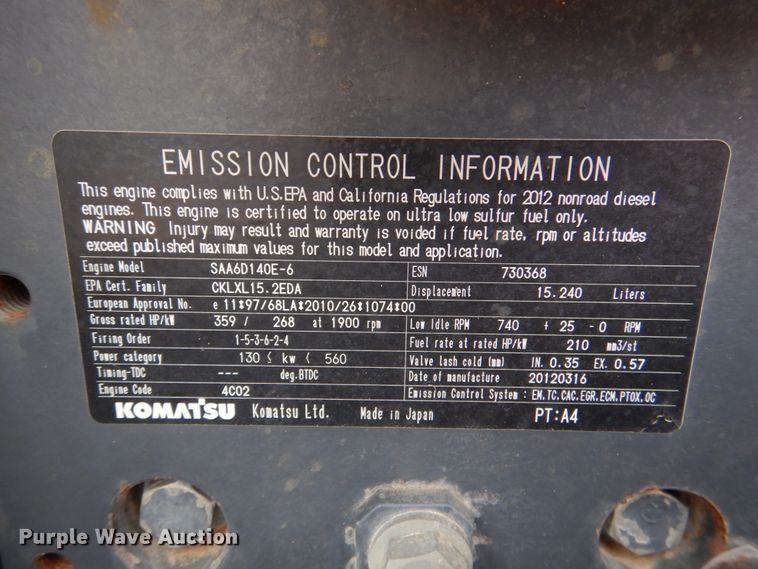 EMISSION CONTROL INFORMATION
This engine complies with U.S.EPA and California Regulations for 2012 nonroad diesel
engines. This engine is certified to operate on ultra low sulfur fuel only.
WARNING Injury may result and warranty is voided if fuel rate, rpm or altitudes
exceed published maximum values for this model and application.
Engine Model SAA6D140E-6 ESN 730368
EPA Cert. Family CKLXL15.2EDA Displacement 15.240 Liters
European Approval No. e 11*97/68LA*2010/26*1074*00
Gross rated HP/kW 359 / 268 at 1900 rpm Low Idle RPM 740 + 25 - 0 RPM
Firing Order 1-5-3-6-2-4 Fuel rate at rated HP/kW 210 mm3/st
Power category 130 ≤ kw < 560 Valve lash cold (mm) IN. 0.35 EX. 0.57
Timing-TDC --- deg.BTDC Date of manufacture 20120316
Engine Code 4C02 Emission Control System : EM,TC,CAC,EGR,ECM,PTOX,OC
KOMATSU Komatsu Ltd. Made in Japan PT:A4
Purple Wave Auction